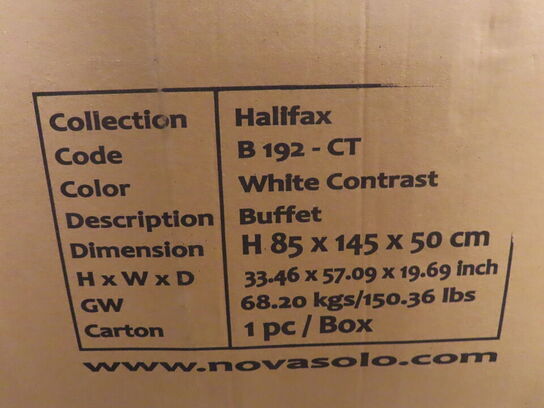 Collection Halifax
Code B 192 - CT
Color White Contrast
Description Buffet
Dimension H 85 x 145 x 50 cm
H x W x D 33.46 x 57.09 x 19.69 inch
GW 68.20 kgs/150.36 lbs
Carton 1 pc / Box
www.novasolo.com